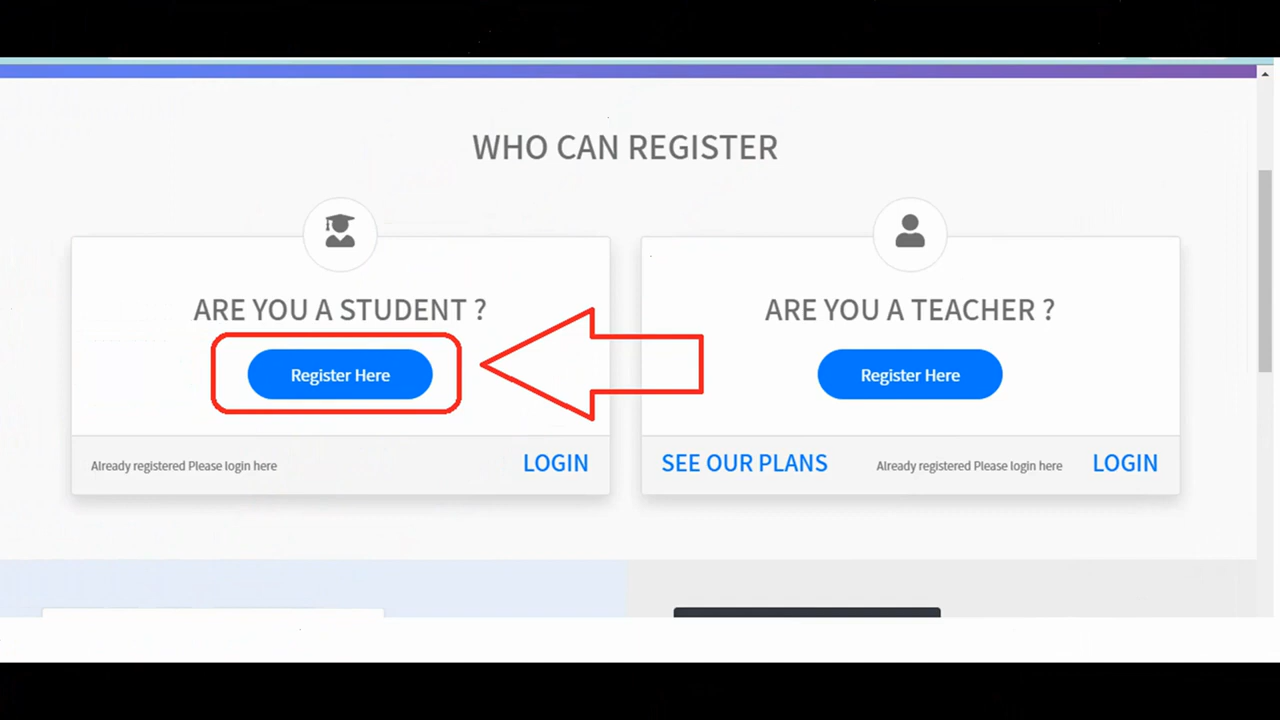 WHO CAN REGISTER
ARE YOU A STUDENT ?
Register Here
Already registered Please login here
LOGIN
ARE YOU A TEACHER ?
Register Here
SEE OUR PLANS
Already registered Please login here
LOGIN